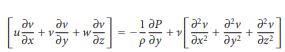 [u ∂v/∂x + v ∂v/∂y + w ∂v/∂z] = -1/ρ ∂P/∂y + ν [∂²v/∂x² + ∂²v/∂y² + ∂²v/∂z²]